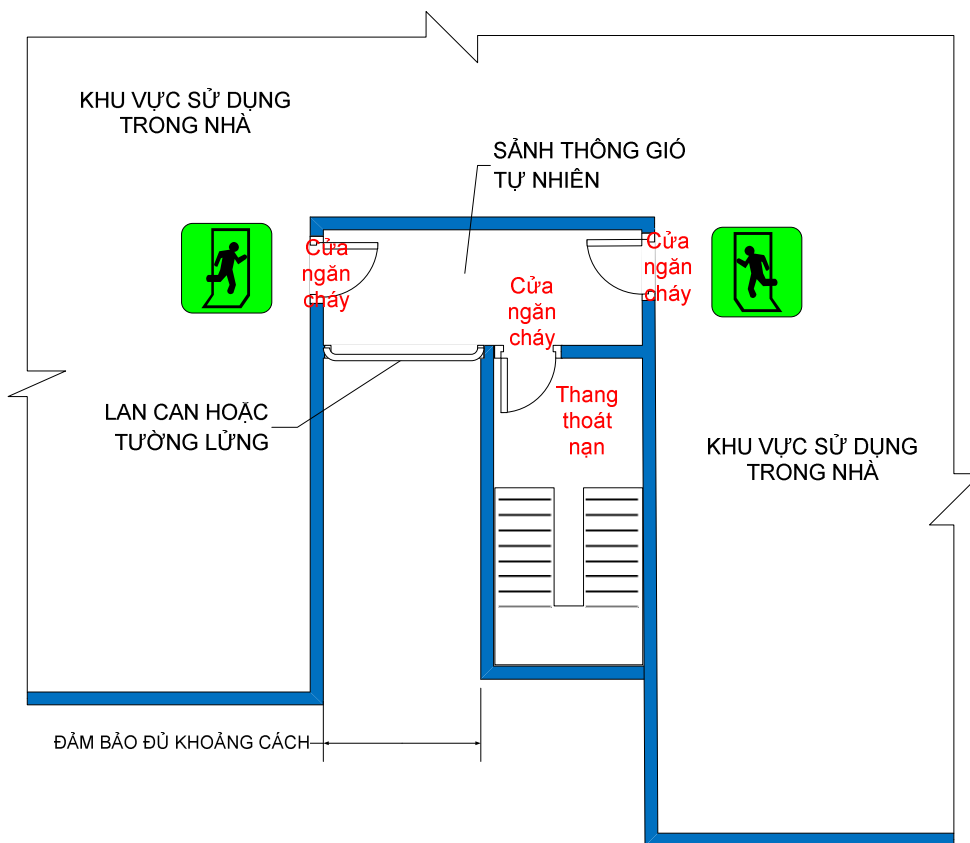 KHU VỰC SỬ DỤNG
TRONG NHÀ
SẢNH THÔNG GIÓ
TỰ NHIÊN
Cửa
ngăn
cháy
Cửa
ngăn
cháy
Cửa
ngăn
cháy
Thang
thoát
nạn
LAN CAN HOẶC
TƯỜNG LỬNG
KHU VỰC SỬ DỤNG
TRONG NHÀ
ĐẢM BẢO ĐỦ KHOẢNG CÁCH